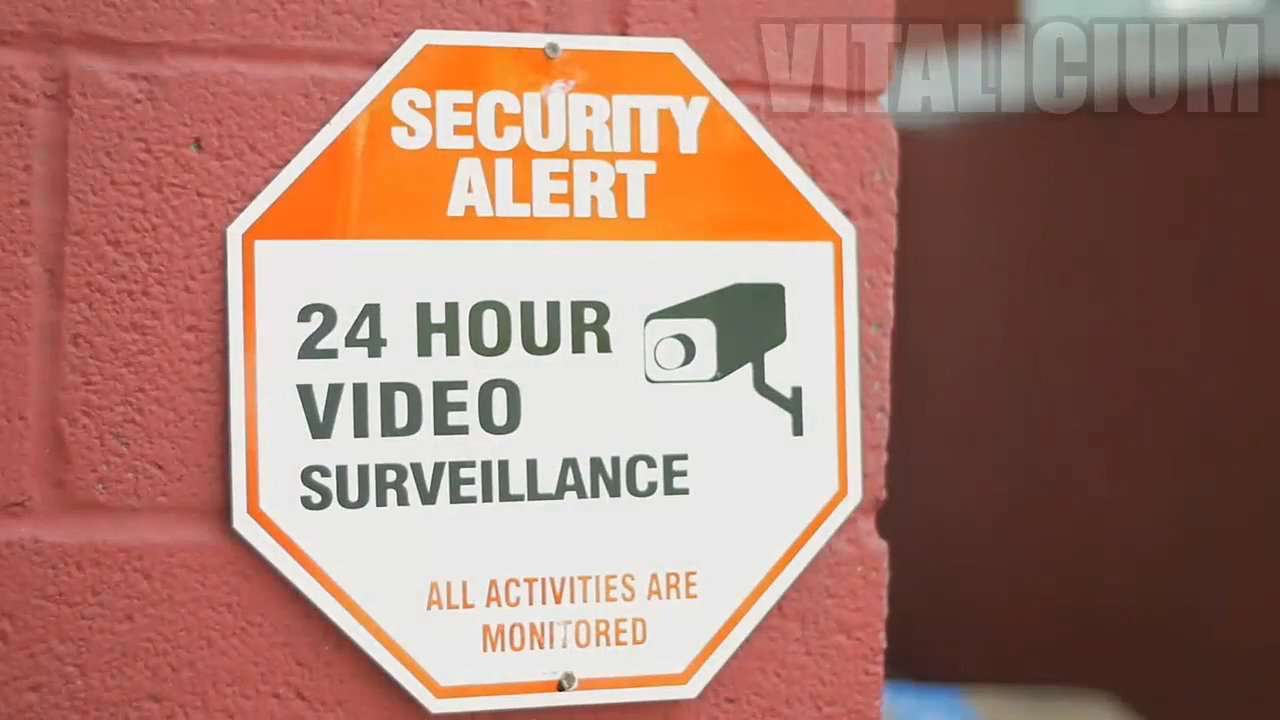 VITALICIUM
SECURITY
ALERT
24 HOUR
VIDEO
SURVEILLANCE
ALL ACTIVITIES ARE
MONITORED